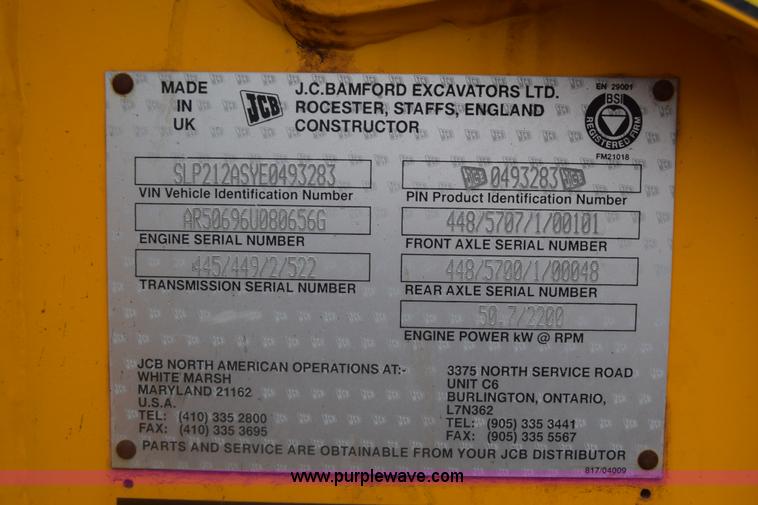 MADE
IN
UK
JCB
J.C.BAMFORD EXCAVATORS LTD.
ROCESTER, STAFFS, ENGLAND
CONSTRUCTOR
EN 29001
BSI
REGISTERED FIRM
FM21018
SLP212ASYE0493283
VIN Vehicle Identification Number
JCB 0493283 JCB
PIN Product Identification Number
AR50696U080656G
ENGINE SERIAL NUMBER
448/5707/1/00101
FRONT AXLE SERIAL NUMBER
445/449/2/522
TRANSMISSION SERIAL NUMBER
448/5700/1/00048
REAR AXLE SERIAL NUMBER
50.7/2200
ENGINE POWER kW @ RPM
JCB NORTH AMERICAN OPERATIONS AT:-
WHITE MARSH
MARYLAND 21162
U.S.A.
TEL: (410) 335 2800
FAX: (410) 335 3695
3375 NORTH SERVICE ROAD
UNIT C6
BURLINGTON, ONTARIO,
L7N362
TEL: (905) 335 3441
FAX: (905) 335 5567
PARTS AND SERVICE ARE OBTAINABLE FROM YOUR JCB DISTRIBUTOR
817/04009
www.purplewave.com